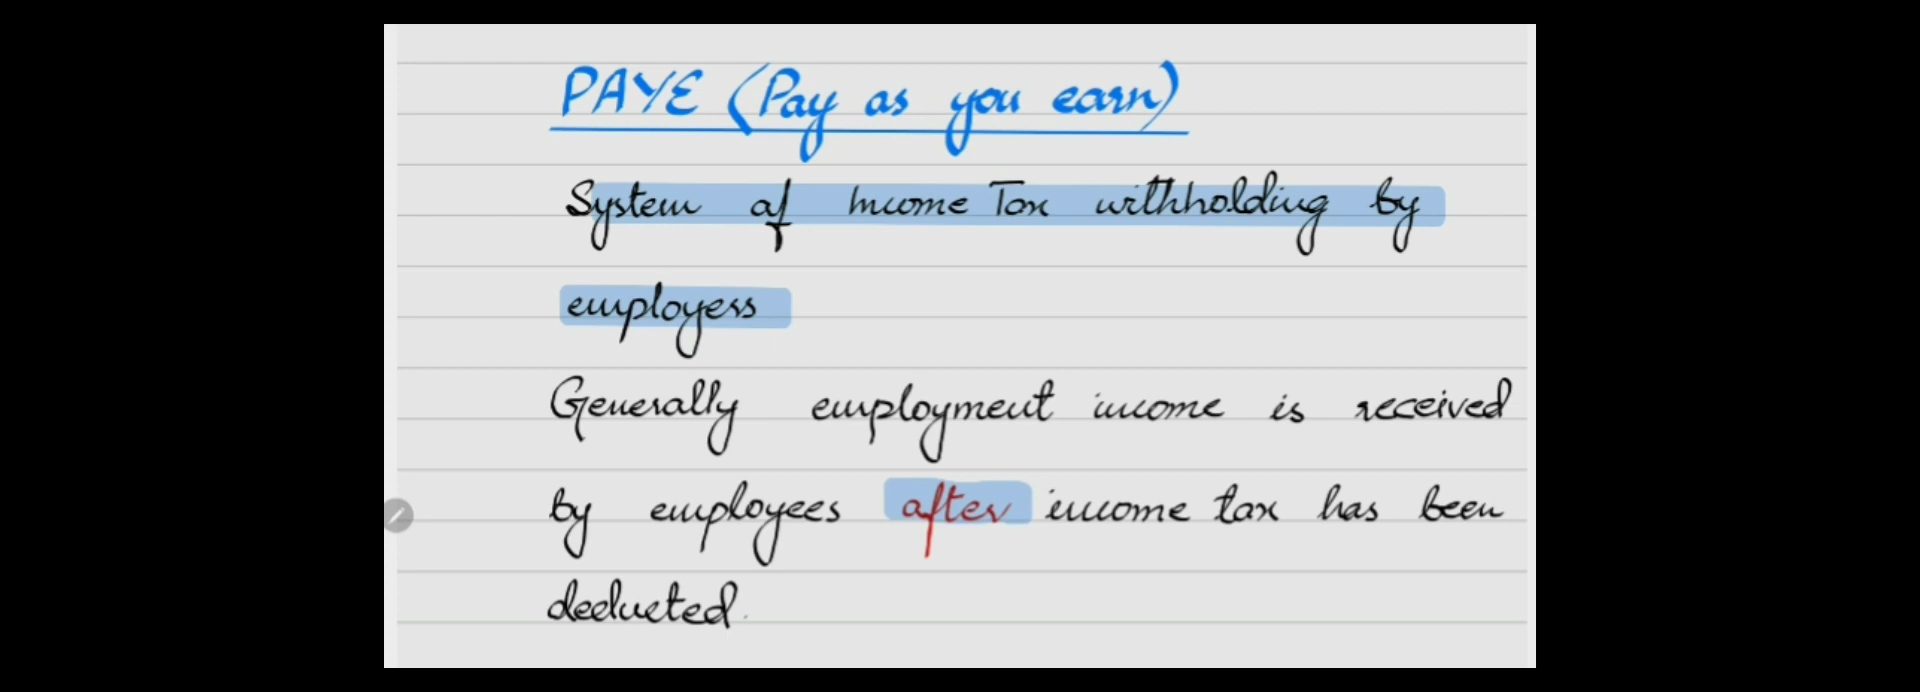 PAYE (Pay as you earn)
System of Income Tax withholding by
employess
Generally employment income is received
by employees after income tax has been
deducted.